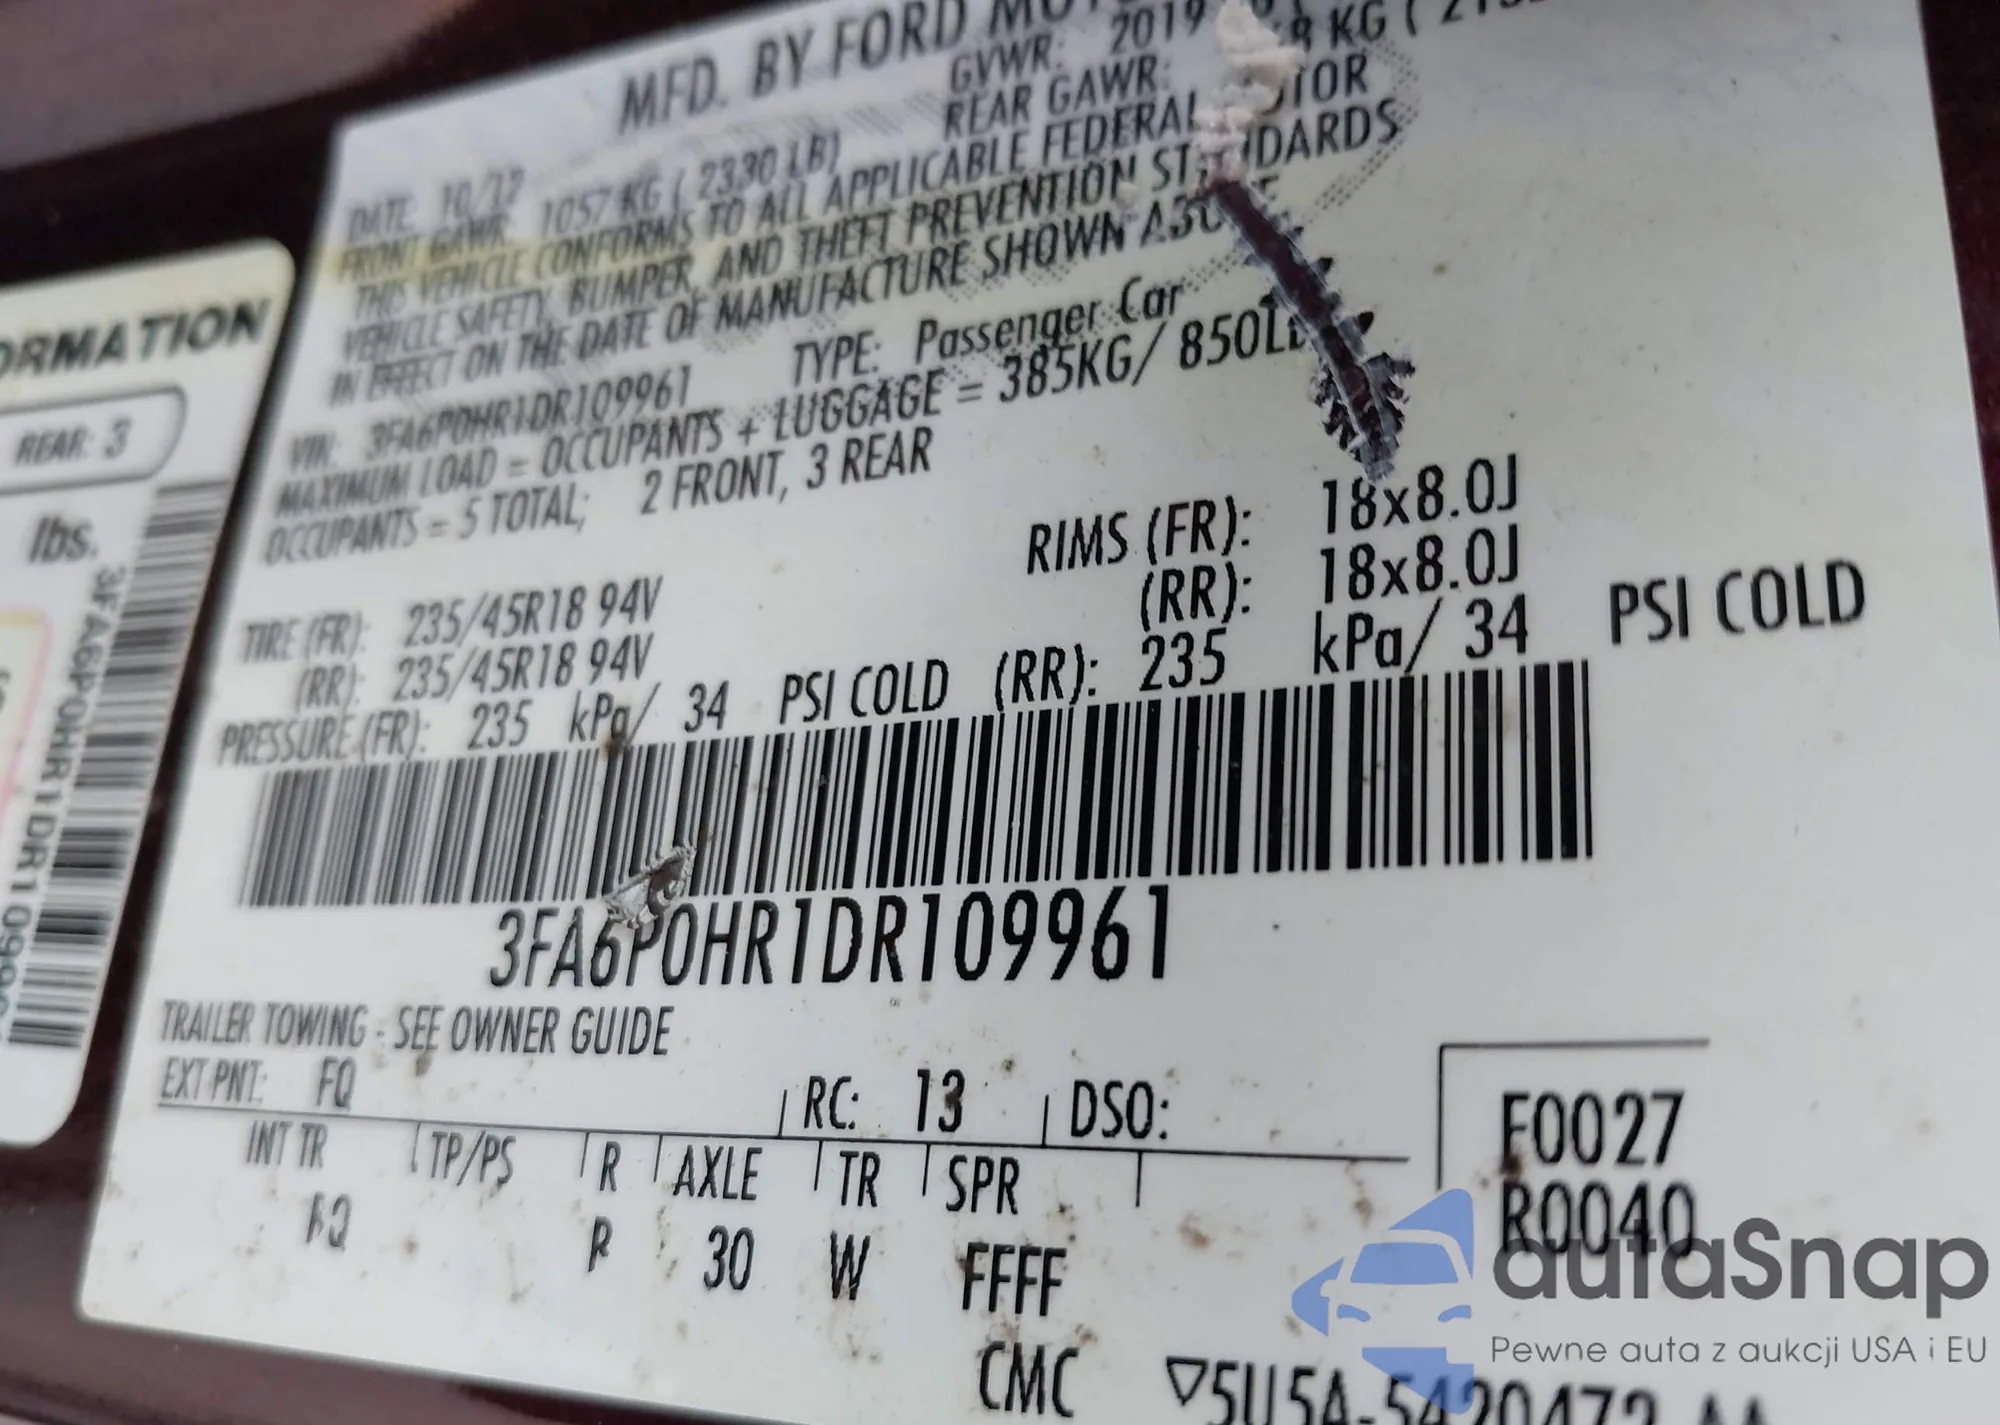 MFD. BY FORD
DATE: 10/12 GVWR: 2019
FRONT GAWR: 1057 KG ( 2330 LB) REAR GAWR: KG (
THIS VEHICLE CONFORMS TO ALL APPLICABLE FEDERAL
VEHICLE SAFETY, BUMPER, AND THEFT PREVENTION
IN EFFECT ON THE DATE OF MANUFACTURE SHOWN
VIN: 3FA6P0HR1DR109961 TYPE: Passenger Car
MAXIMUM LOAD = OCCUPANTS + LUGGAGE = 385KG/ 850
OCCUPANTS = 5 TOTAL; 2 FRONT, 3 REAR
RIMS (FR): 18x8.0J
TIRE (FR): 235/45R18 94V (RR): 18x8.0J
(RR): 235/45R18 94V
PRESSURE (FR): 235 kPa/ 34 PSI COLD (RR): 235 kPa/ 34 PSI COLD
3FA6P0HR1DR109961
TRAILER TOWING - SEE OWNER GUIDE
EXT PNT: FQ RC: 13 DSO:
INT TR TP/PS R AXLE TR SPR
P 30 W FFFF
F0027
R0040
CMC
ORMATION
REAR: 3
lbs.
3FA6P0HR1DR1099
autaSnap
Pewne auta z aukcji USA i EU